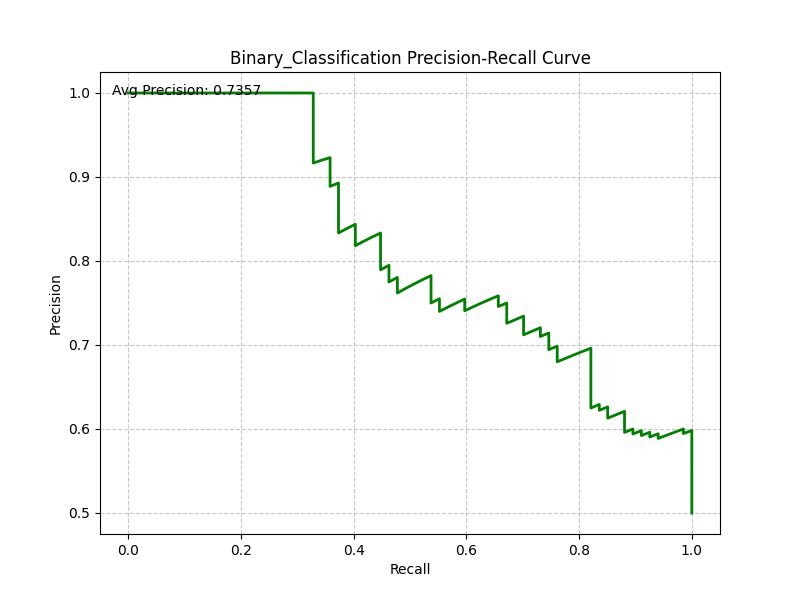 Binary_Classification Precision-Recall Curve
Avg Precision: 0.7357
1.0
0.9
0.8
0.7
0.6
0.5
Precision
0.0 0.2 0.4 0.6 0.8 1.0
Recall